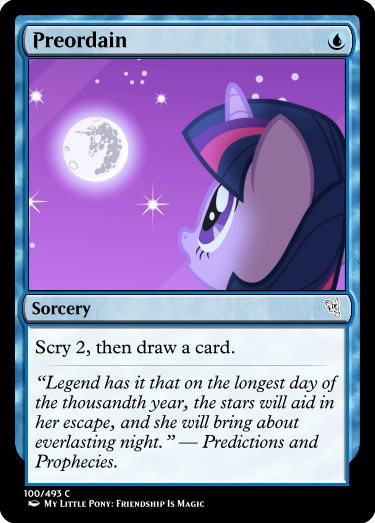 Preordain
Sorcery
Scry 2, then draw a card.
“Legend has it that on the longest day of
the thousandth year, the stars will aid in
her escape, and she will bring about
everlasting night.” — Predictions and
Prophecies.
100/493 C
My Little Pony: Friendship Is Magic